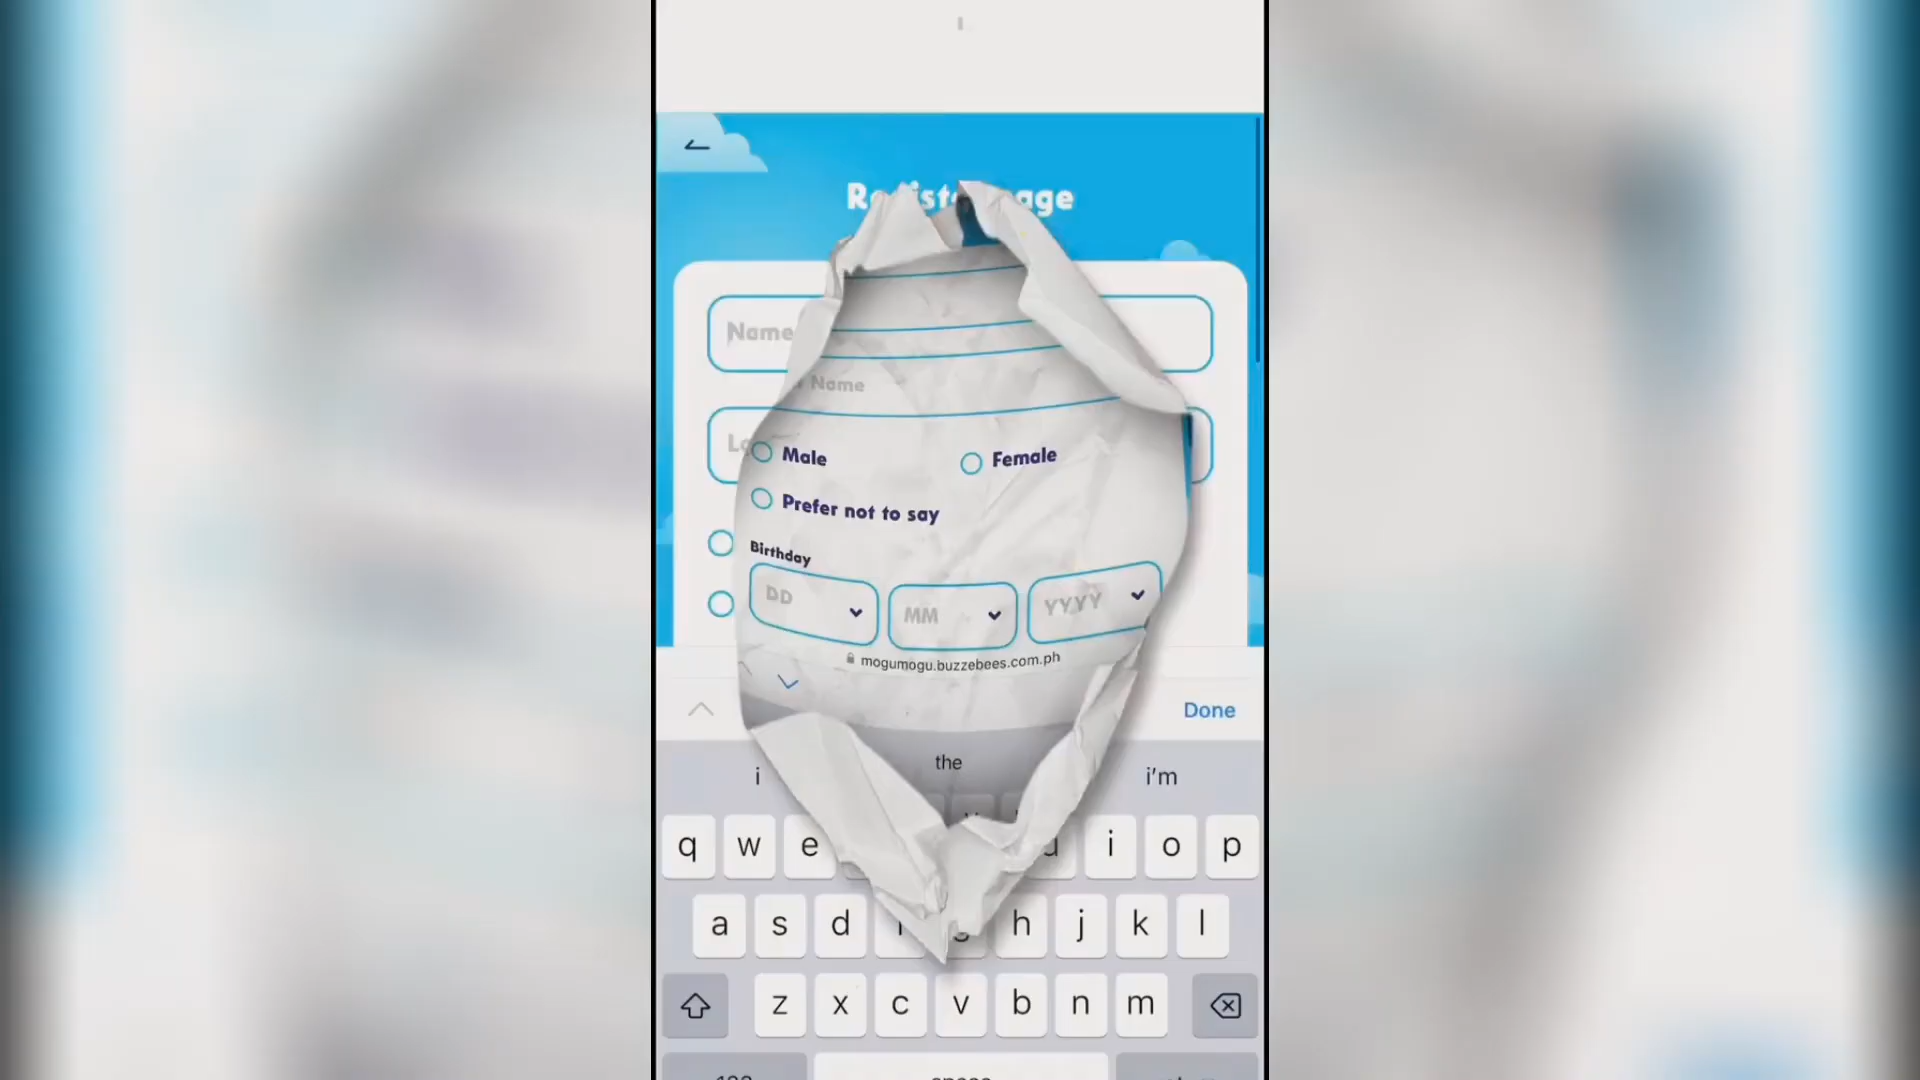 Name
Name
Male
Female
Prefer not to say
Birthday
DD
MM
YYYY
mogumogu.buzzebees.com.ph
Done
i
the
i'm
q w e i o p
a s d h j k l
z x c v b n m